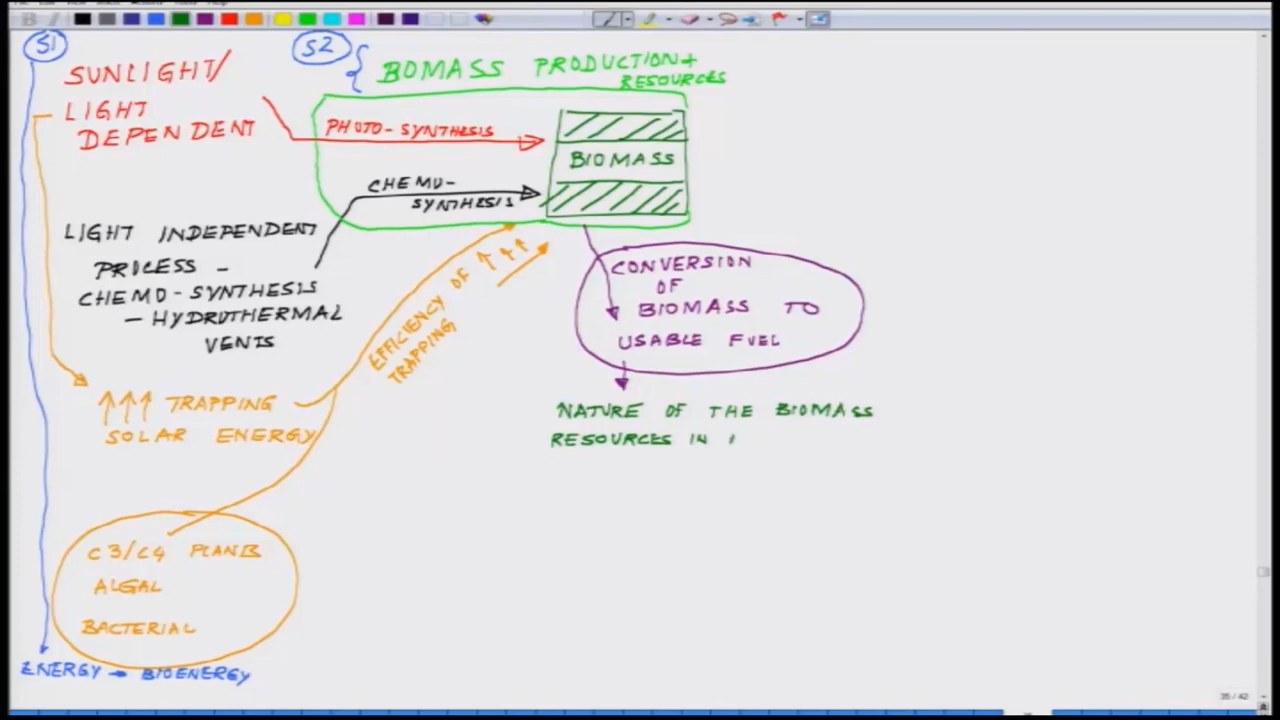 S1
S2
SUNLIGHT/
LIGHT
DEPENDENT
BIOMASS PRODUCTION+
RESOURCES
PHOTO-SYNTHESIS
BIOMASS
CHEMO-
SYNTHESIS
LIGHT INDEPENDENT
PROCESS -
CHEMO-SYNTHESIS
- HYDROTHERMAL
VENTS
EFFICIENCY OF ↑↑↑
TRAPPING
CONVERSION
OF
BIOMASS TO
USABLE FUEL
↑↑↑ TRAPPING
SOLAR ENERGY
NATURE OF THE BIOMASS
RESOURCES IN
C3/C4 PLANTS
ALGAL
BACTERIAL
ENERGY → BIOENERGY
35 / 42